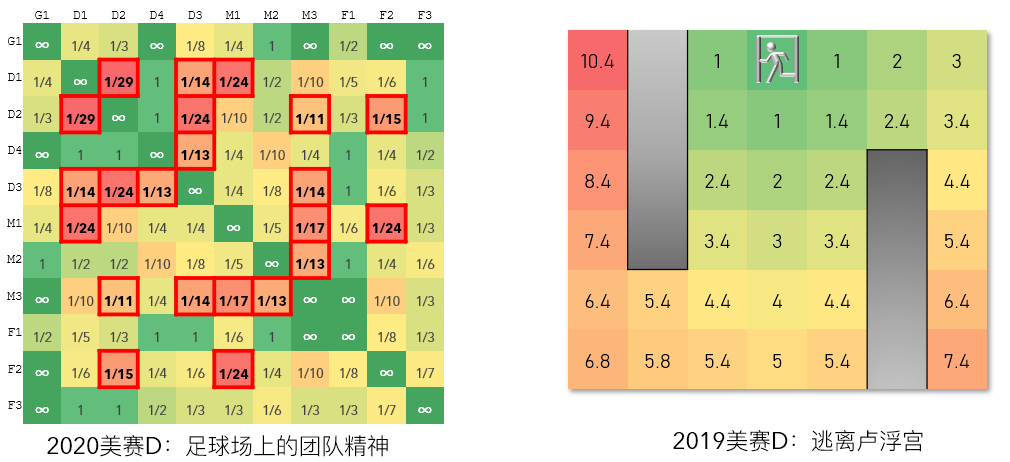 G1 D1 D2 D4 D3 M1 M2 M3 F1 F2 F3
G1 ∞ 1/4 1/3 ∞ 1/8 1/4 1 ∞ 1/2 ∞ ∞
D1 1/4 ∞ 1/29 1 1/14 1/24 1/2 1/10 1/5 1/6 1
D2 1/3 1/29 ∞ 1 1/24 1/10 1/2 1/11 1/3 1/15 1
D4 ∞ 1 1 ∞ 1/13 1/4 1/10 1/4 1 1/4 1/2
D3 1/8 1/14 1/24 1/13 ∞ 1/4 1/8 1/14 1 1/6 1/3
M1 1/4 1/24 1/10 1/4 1/4 ∞ 1/5 1/17 1/6 1/24 1/3
M2 1 1/2 1/2 1/10 1/8 1/5 ∞ 1/13 1 1/4 1/6
M3 ∞ 1/10 1/11 1/4 1/14 1/17 1/13 ∞ ∞ 1/10 1/3
F1 1/2 1/5 1/3 1 1 1/6 1 ∞ ∞ 1/8 1/3
F2 ∞ 1/6 1/15 1/4 1/6 1/24 1/4 1/10 1/8 ∞ 1/7
F3 ∞ 1 1 1/2 1/3 1/3 1/6 1/3 1/3 1/7 ∞
2020美赛D：足球场上的团队精神
10.4 1 1 2 3
9.4 1.4 1 1.4 2.4 3.4
8.4 2.4 2 2.4 4.4
7.4 3.4 3 3.4 5.4
6.4 5.4 4.4 4 4.4 6.4
6.8 5.8 5.4 5 5.4 7.4
2019美赛D：逃离卢浮宫